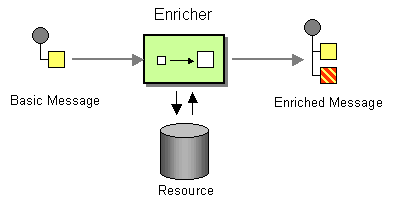 Enricher
Basic Message
Enriched Message
Resource